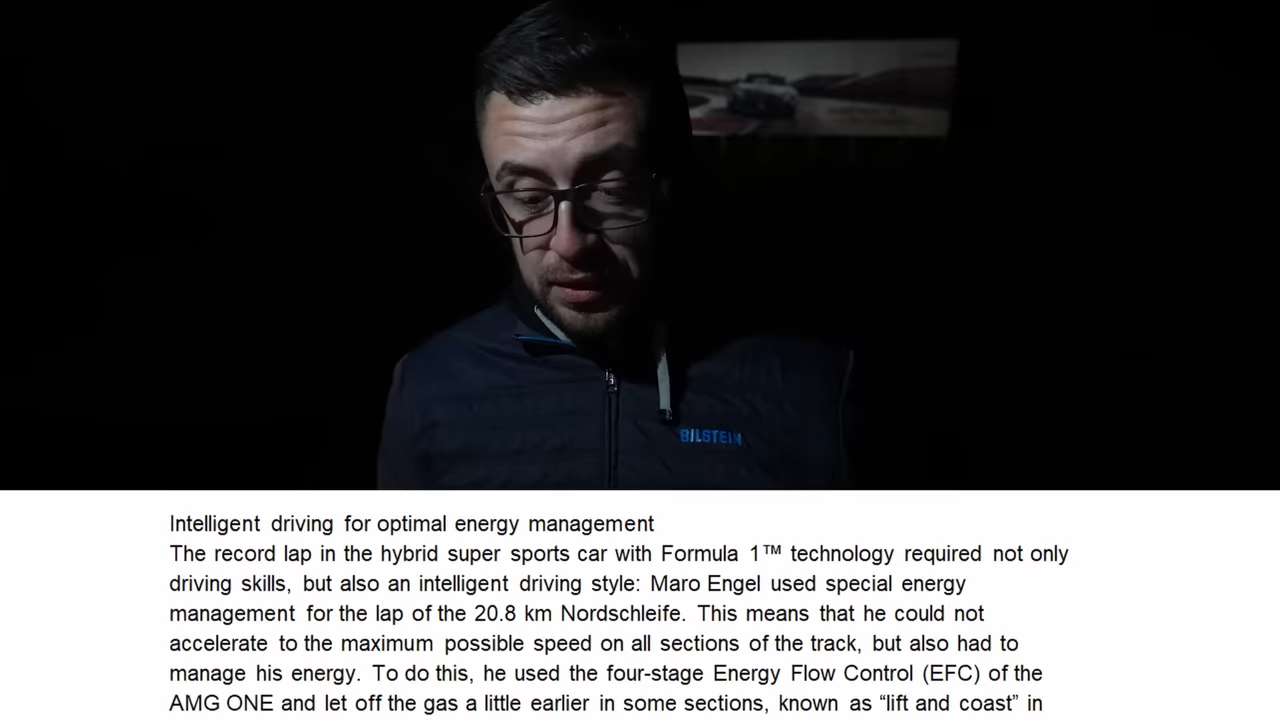 BILSTEIN
Intelligent driving for optimal energy management
The record lap in the hybrid super sports car with Formula 1™ technology required not only
driving skills, but also an intelligent driving style: Maro Engel used special energy
management for the lap of the 20.8 km Nordschleife. This means that he could not
accelerate to the maximum possible speed on all sections of the track, but also had to
manage his energy. To do this, he used the four-stage Energy Flow Control (EFC) of the
AMG ONE and let off the gas a little earlier in some sections, known as “lift and coast” in